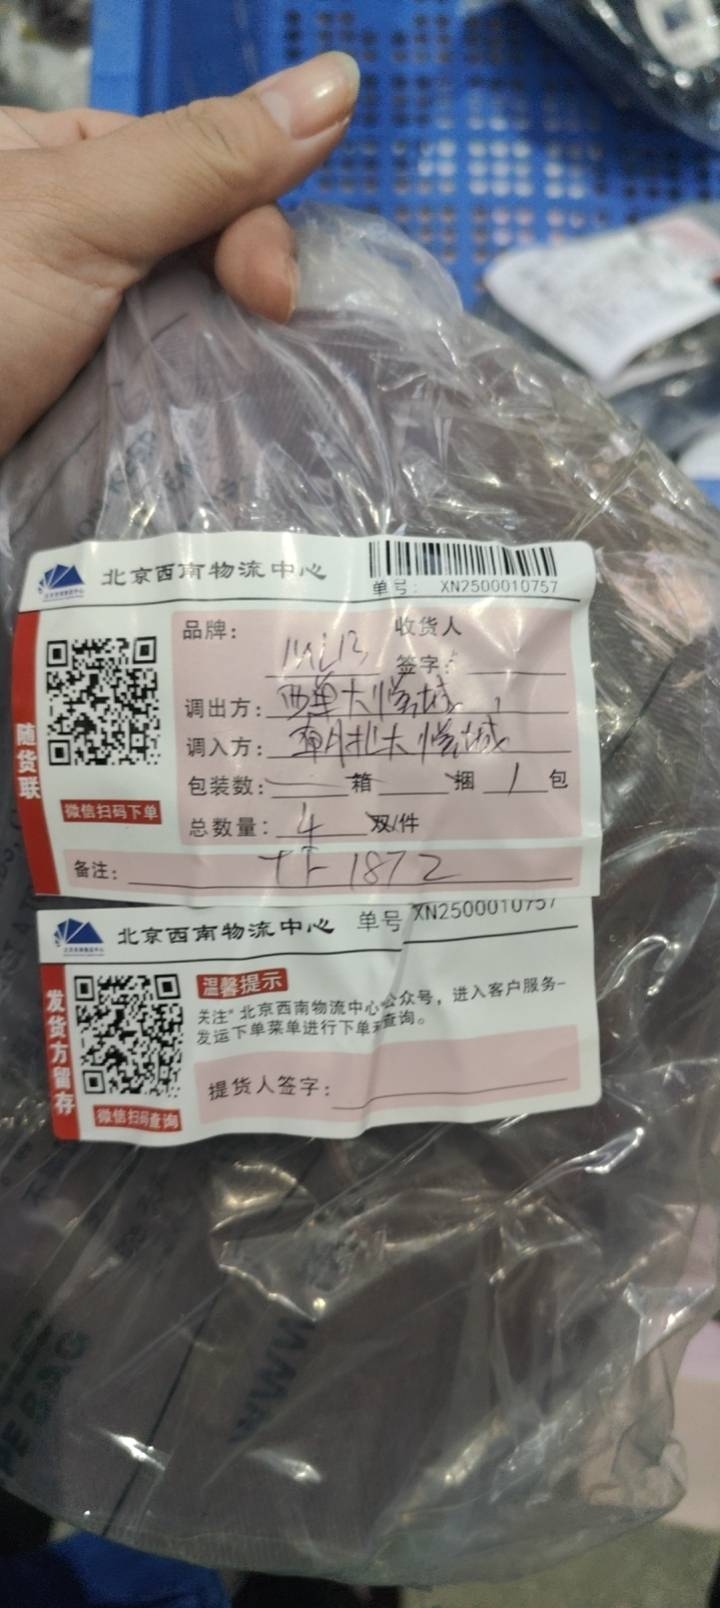 北京西南物流中心
单号: XN2500010757
品牌: MLB
收货人
签字:
调出方: 西单大悦城
调入方: 朝北大悦城
包装数: 箱 捆 1 包
总数量: 4 双/件
备注: 1872
随货联
微信扫码下单
北京西南物流中心 单号 XN2500010757
发货方留存
温馨提示
关注"北京西南物流中心公众号，进入客户服务-
发运下单菜单进行下单查询。
提货人签字:
微信扫码查询
WWW